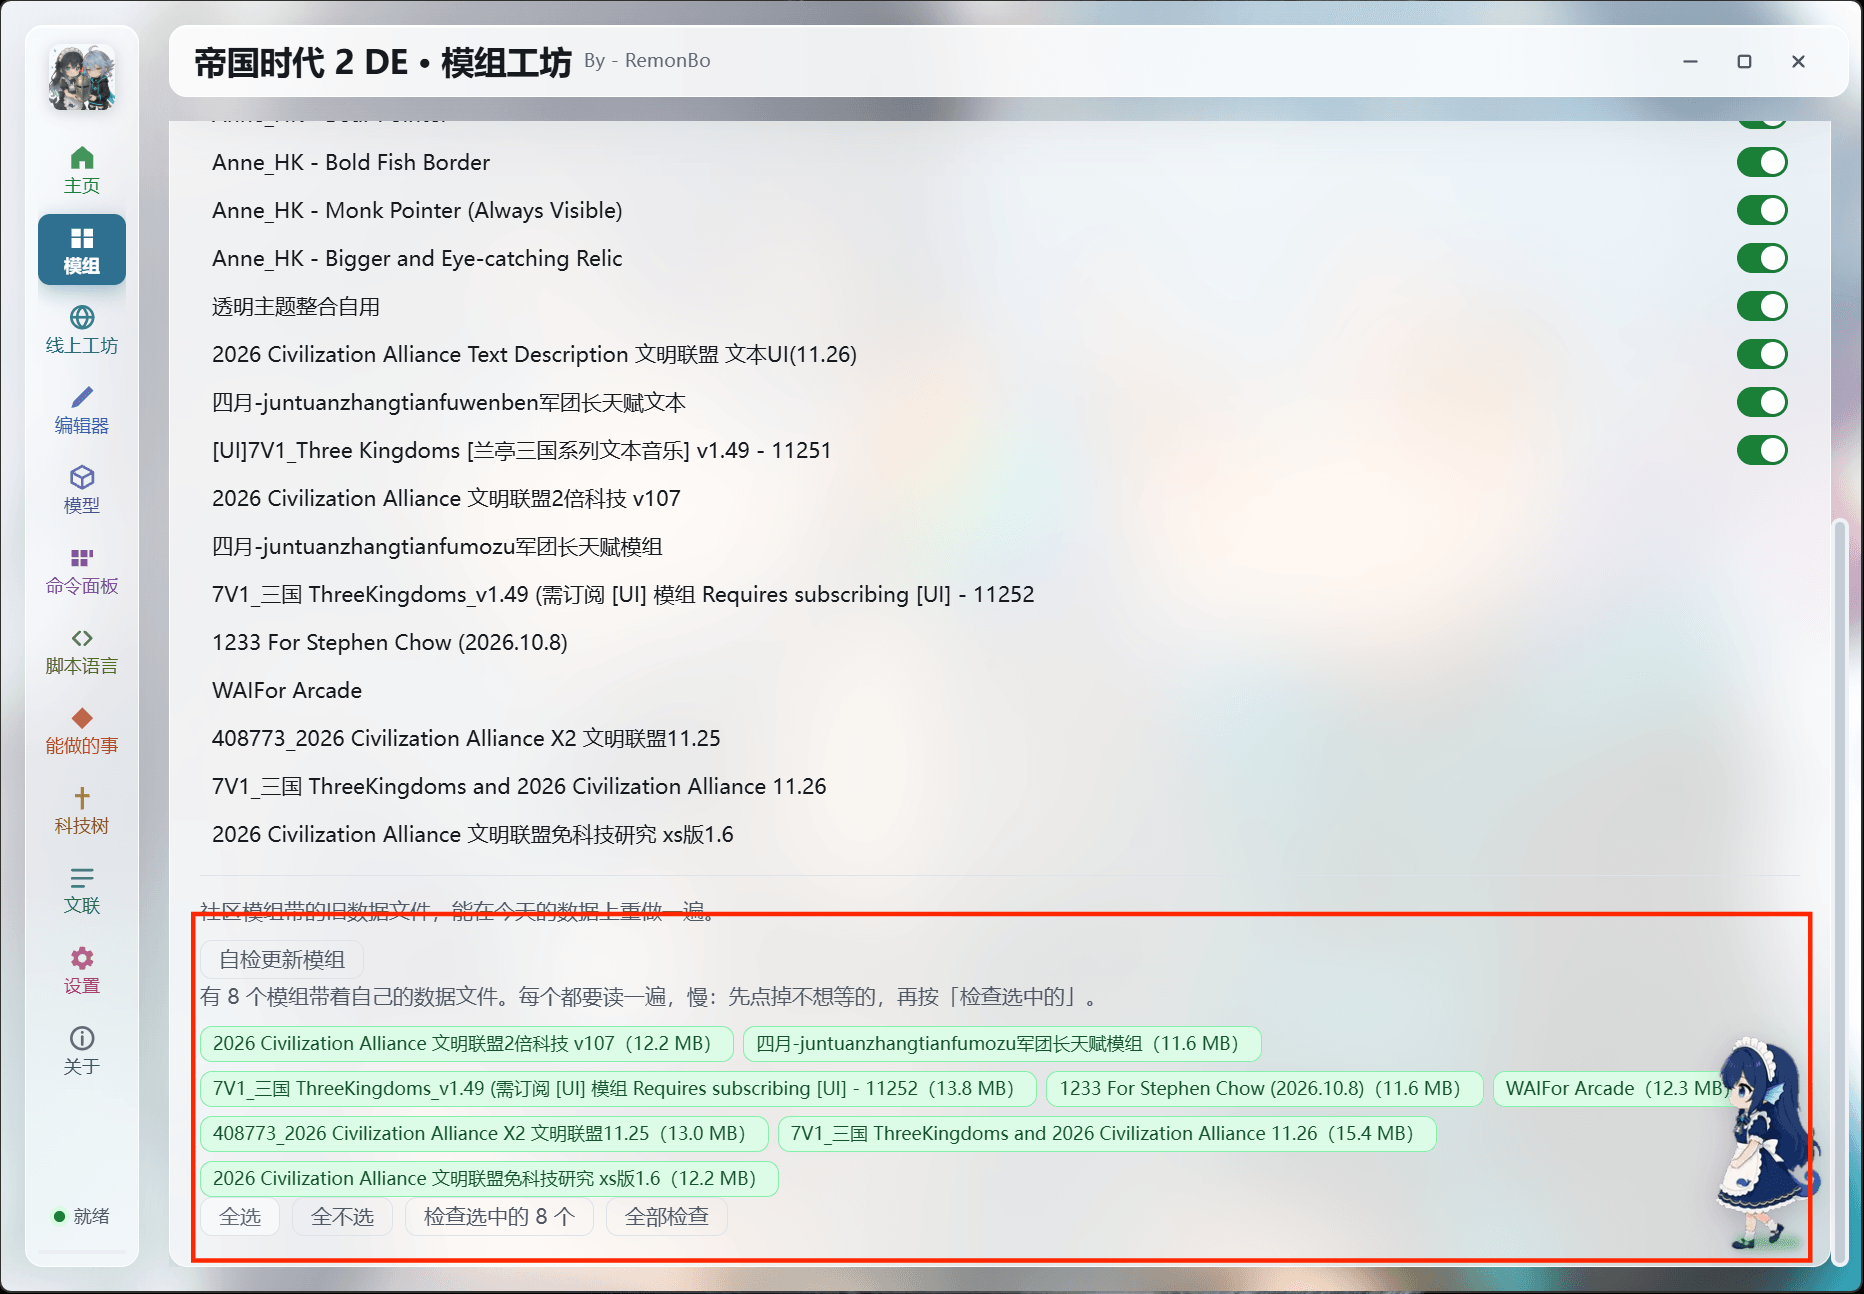 帝国时代 2 DE • 模组工坊 By - RemonBo
主页
模组
线上工坊
编辑器
模型
命令面板
脚本语言
能做的事
科技树
文联
设置
关于
就绪
Anne_HK - Bold Fish Border
Anne_HK - Monk Pointer (Always Visible)
Anne_HK - Bigger and Eye-catching Relic
透明主题整合自用
2026 Civilization Alliance Text Description 文明联盟 文本UI(11.26)
四月-juntuanzhangtianfuwenben军团长天赋文本
[UI]7V1_Three Kingdoms [兰亭三国系列文本音乐] v1.49 - 11251
2026 Civilization Alliance 文明联盟2倍科技 v107
四月-juntuanzhangtianfumozu军团长天赋模组
7V1_三国 ThreeKingdoms_v1.49 (需订阅 [UI] 模组 Requires subscribing [UI] - 11252
1233 For Stephen Chow (2026.10.8)
WAIFor Arcade
408773_2026 Civilization Alliance X2 文明联盟11.25
7V1_三国 ThreeKingdoms and 2026 Civilization Alliance 11.26
2026 Civilization Alliance 文明联盟免科技研究 xs版1.6
社区模组带的旧数据文件，能在今天的数据上重做一遍。
自检更新模组
有 8 个模组带着自己的数据文件。每个都要读一遍，慢：先点掉不想等的，再按「检查选中的」。
2026 Civilization Alliance 文明联盟2倍科技 v107（12.2 MB） 四月-juntuanzhangtianfumozu军团长天赋模组（11.6 MB）
7V1_三国 ThreeKingdoms_v1.49 (需订阅 [UI] 模组 Requires subscribing [UI] - 11252（13.8 MB） 1233 For Stephen Chow (2026.10.8)（11.6 MB） WAIFor Arcade（12.3 MB）
408773_2026 Civilization Alliance X2 文明联盟11.25（13.0 MB） 7V1_三国 ThreeKingdoms and 2026 Civilization Alliance 11.26（15.4 MB）
2026 Civilization Alliance 文明联盟免科技研究 xs版1.6（12.2 MB）
全选 全不选 检查选中的 8 个 全部检查